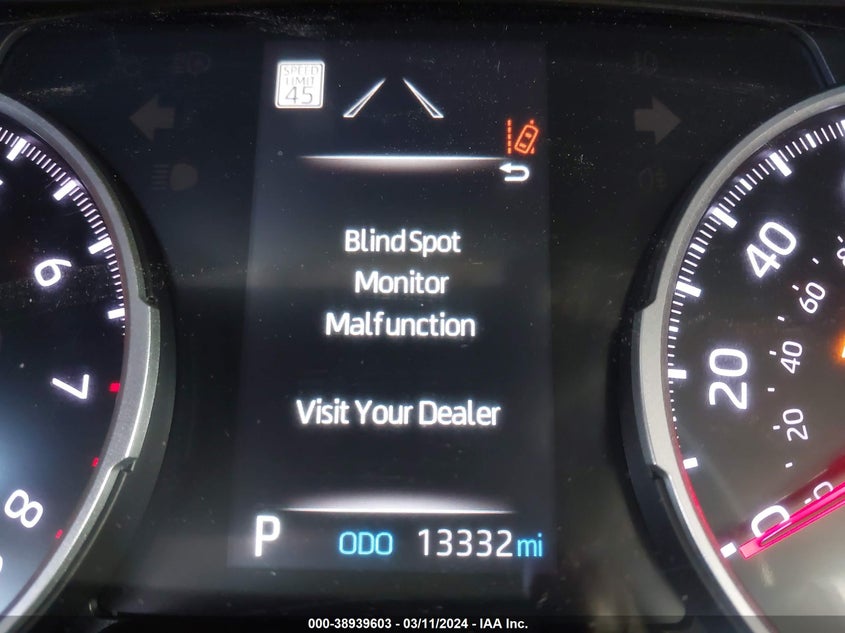 SPEED
LIMIT
45
Blind Spot
Monitor
Malfunction
Visit Your Dealer
P ODO 13332 mi
6
7
8
40
20
0
60
40
20
000-38939603 - 03/11/2024 - IAA Inc.